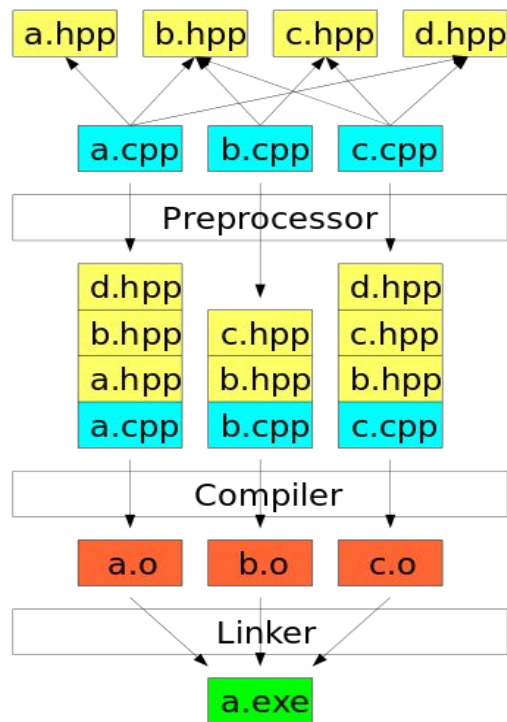 a.hpp b.hpp c.hpp d.hpp
a.cpp b.cpp c.cpp
Preprocessor
d.hpp d.hpp
b.hpp c.hpp c.hpp
a.hpp b.hpp b.hpp
a.cpp b.cpp c.cpp
Compiler
a.o b.o c.o
Linker
a.exe